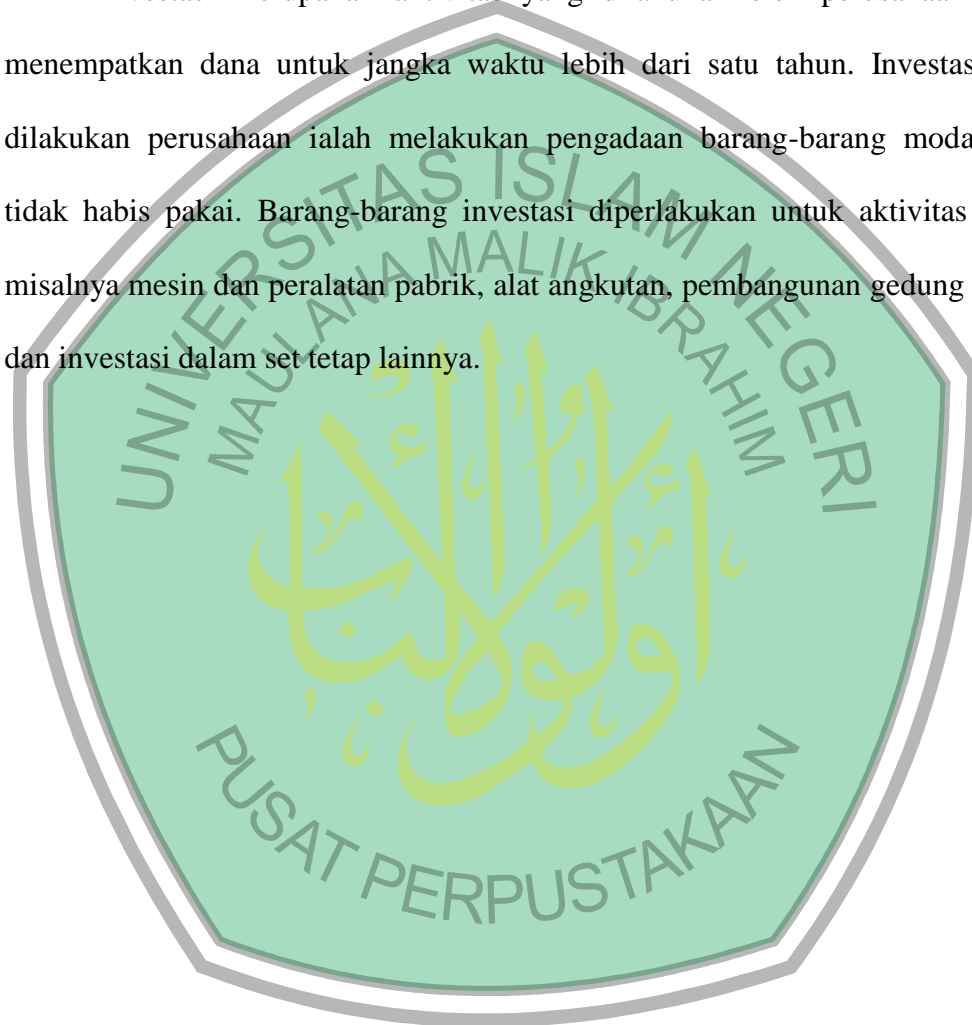 menempatkan dana untuk jangka waktu lebih dari satu tahun. Investas
dilakukan perusahaan ialah melakukan pengadaan barang-barang moda
tidak habis pakai. Barang-barang investasi diperlakukan untuk aktivitas
misalnya mesin dan peralatan pabrik, alat angkutan, pembangunan gedung
dan investasi dalam set tetap lainnya.
UNIVERSITAS ISLAM NEGERI
MAULANA MALIK IBRAHIM
أولوا الألباب
PUSAT PERPUSTAKAAN